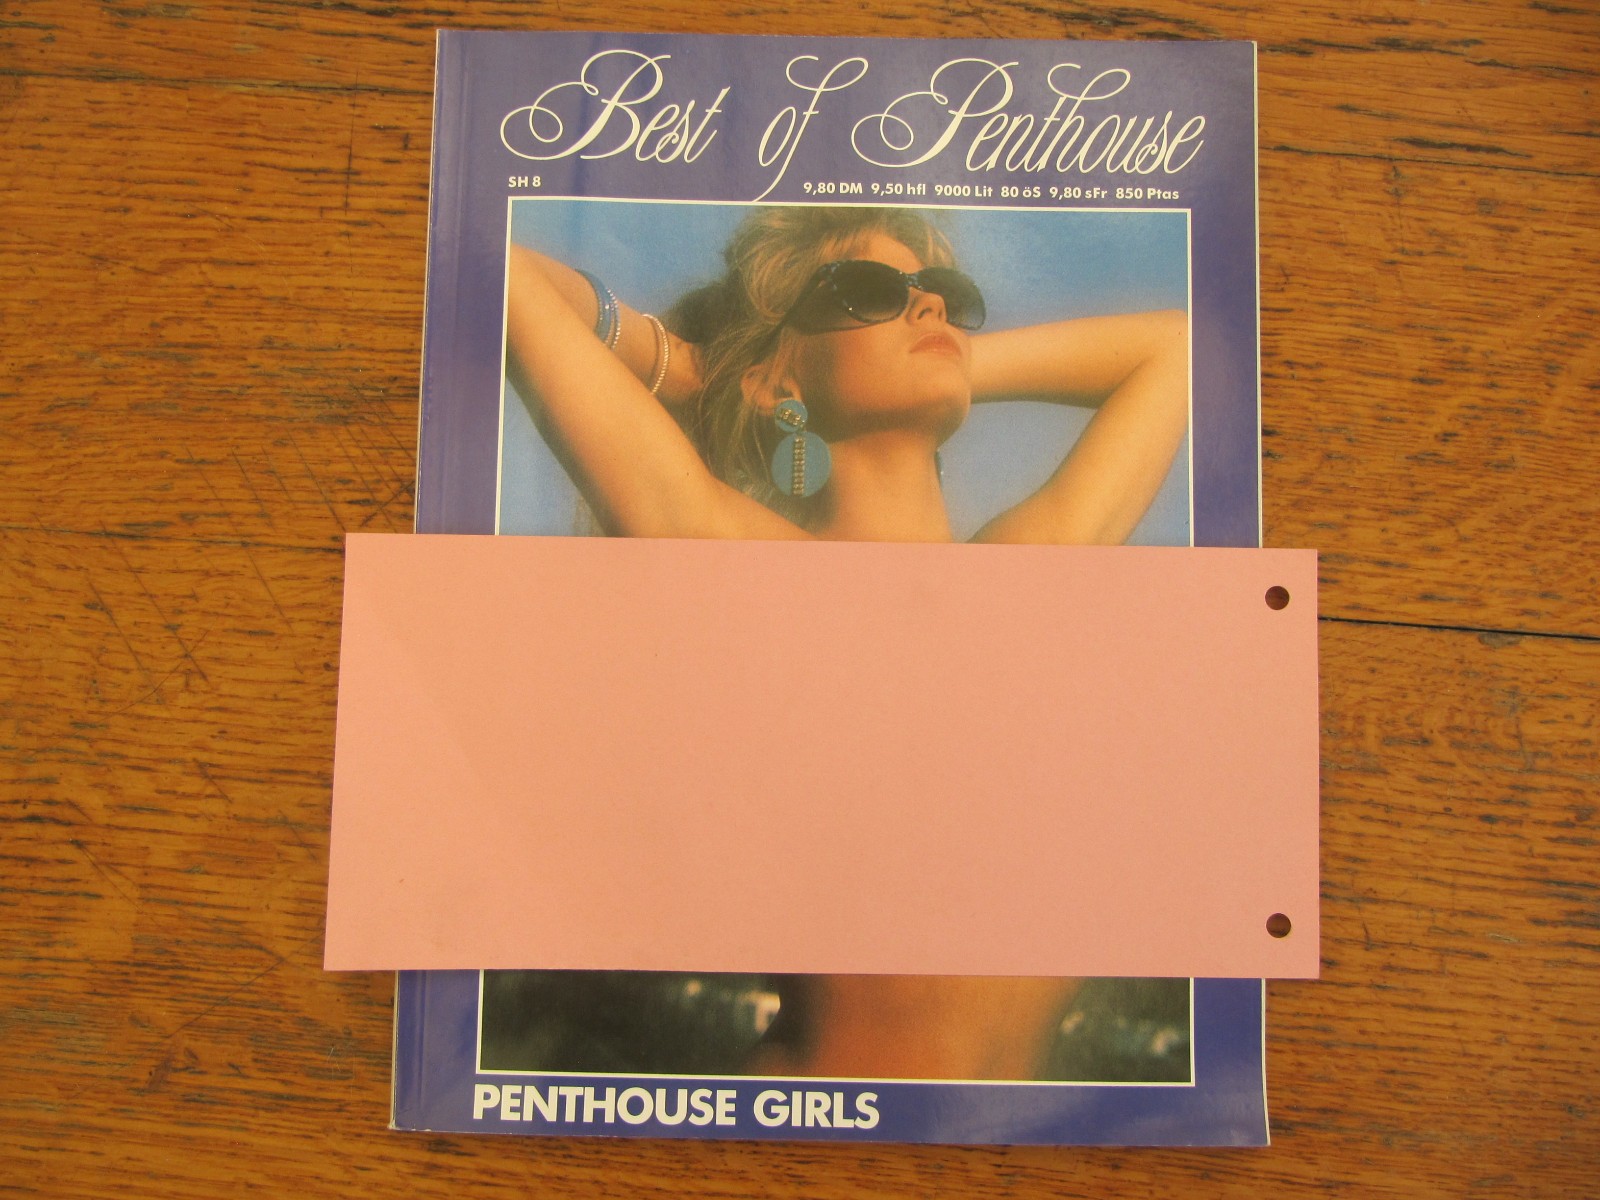 Best of Penthouse
SH 8
9,80 DM 9,50 hfl 9000 Lit 80 öS 9,80 sFr 850 Ptas
PENTHOUSE GIRLS